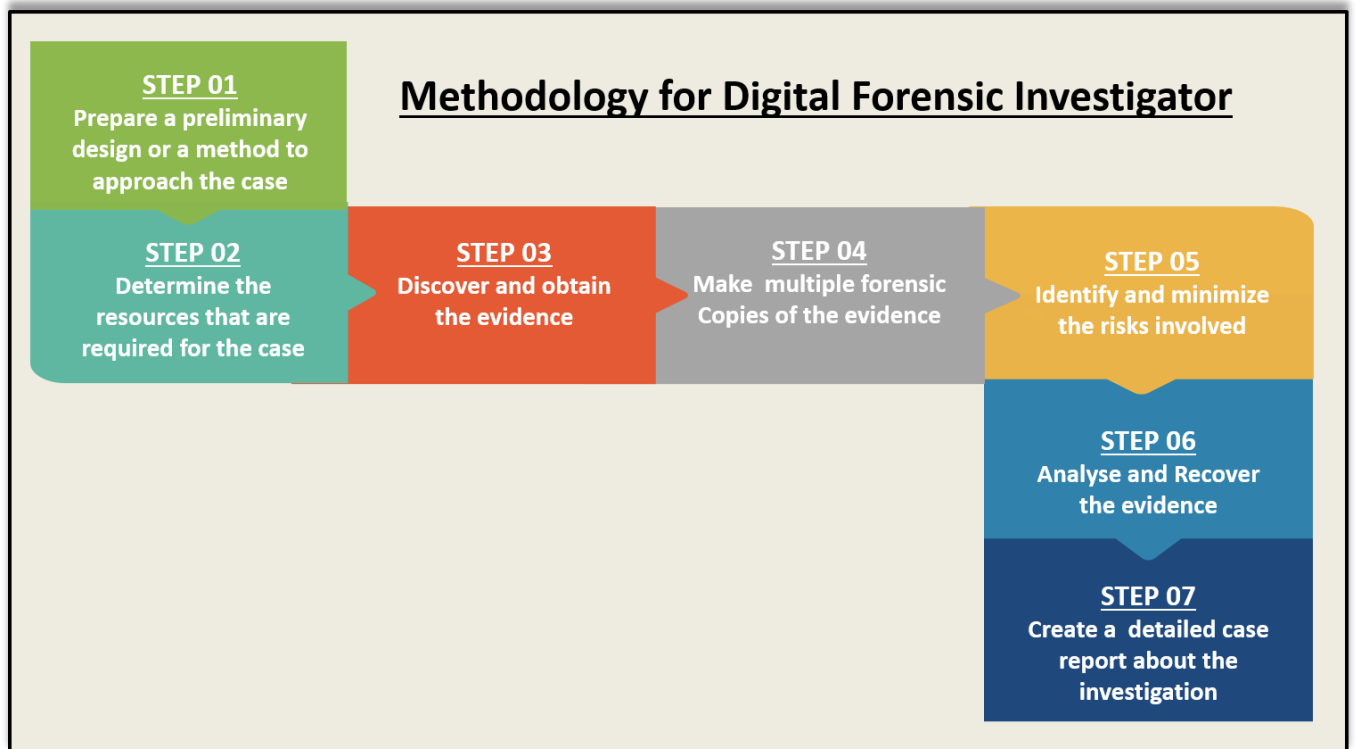 STEP 01
Prepare a preliminary
design or a method to
approach the case
Methodology for Digital Forensic Investigator
STEP 02
Determine the
resources that are
required for the case
STEP 03
Discover and obtain
the evidence
STEP 04
Make  multiple forensic
Copies of the evidence
STEP 05
Identify and minimize
the risks involved
STEP 06
Analyse and Recover
the evidence
STEP 07
Create a  detailed case
report about the
investigation